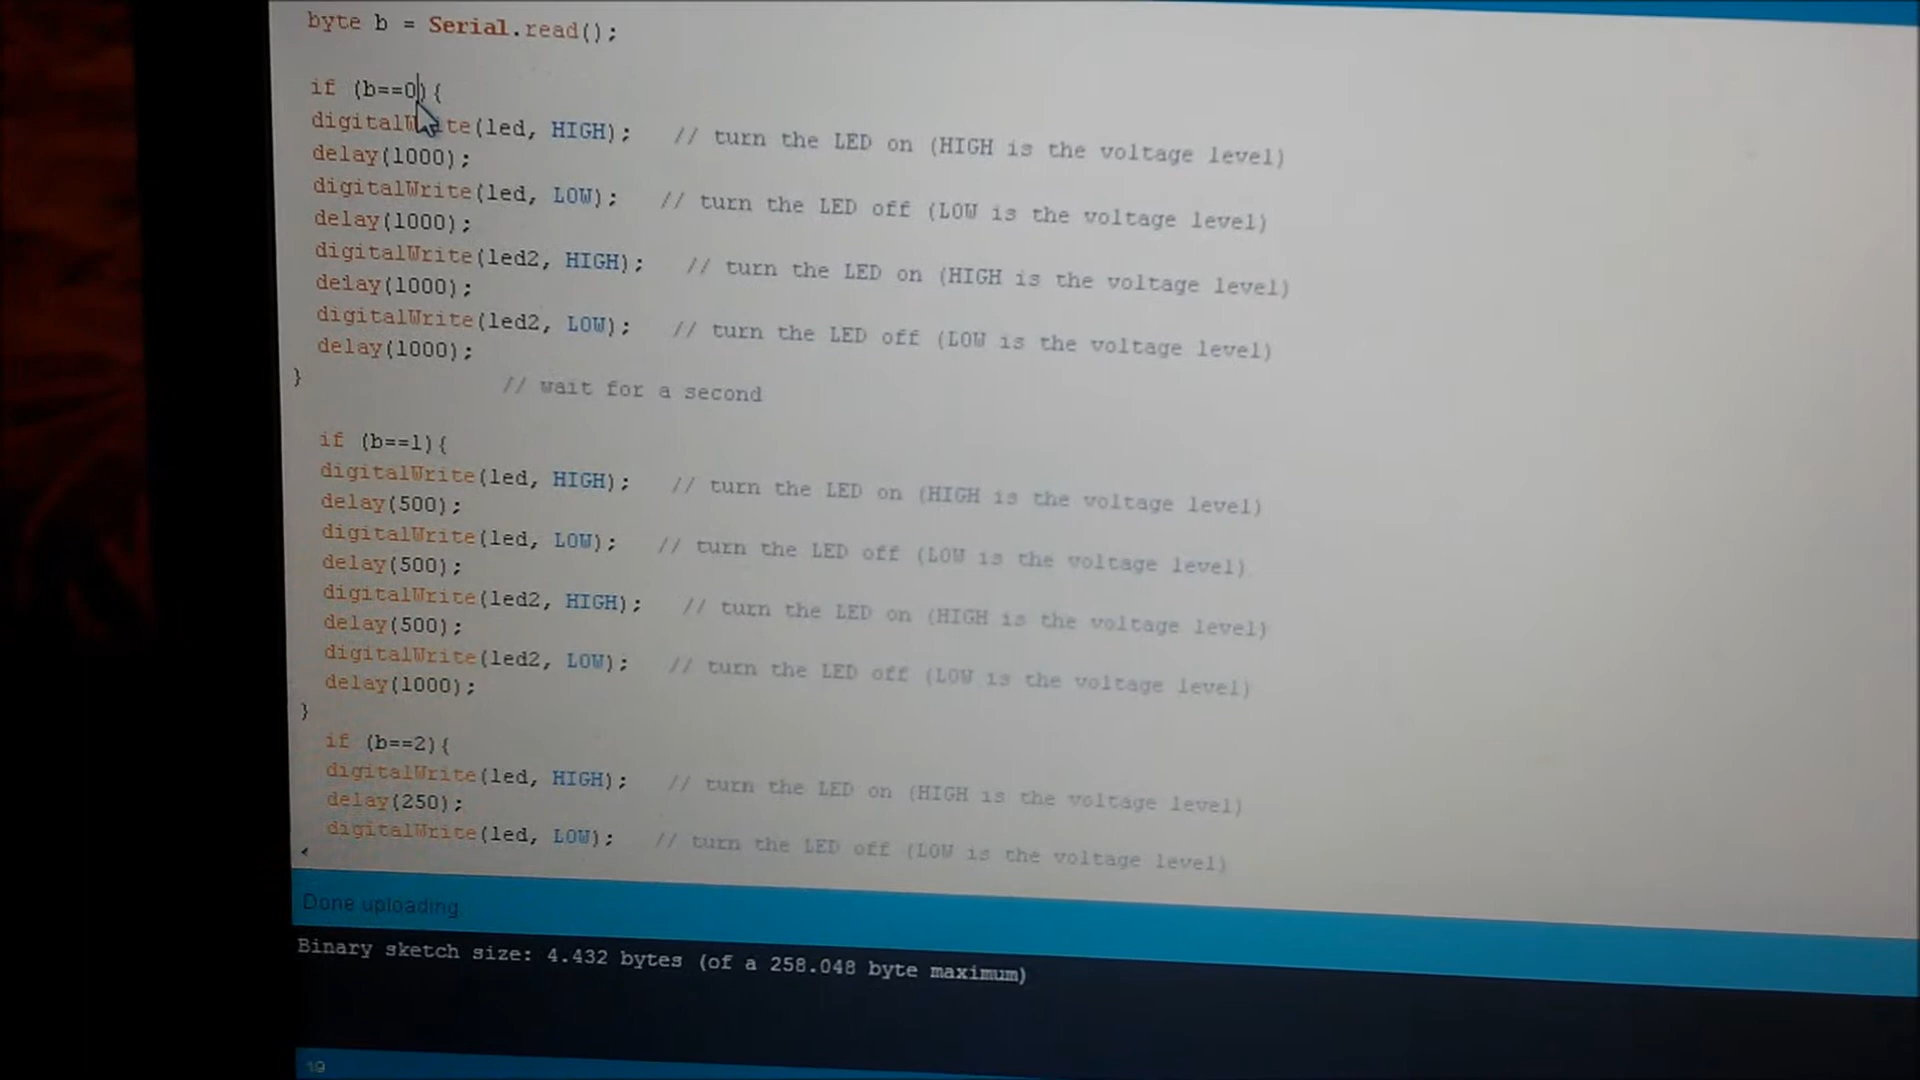 byte b = Serial.read();
if (b==0){
digitalWrite(led, HIGH);   // turn the LED on (HIGH is the voltage level)
delay(1000);
digitalWrite(led, LOW);   // turn the LED off (LOW is the voltage level)
delay(1000);
digitalWrite(led2, HIGH);   // turn the LED on (HIGH is the voltage level)
delay(1000);
digitalWrite(led2, LOW);   // turn the LED off (LOW is the voltage level)
delay(1000);
}               // wait for a second
if (b==1){
digitalWrite(led, HIGH);   // turn the LED on (HIGH is the voltage level)
delay(500);
digitalWrite(led, LOW);   // turn the LED off (LOW is the voltage level)
delay(500);
digitalWrite(led2, HIGH);   // turn the LED on (HIGH is the voltage level)
delay(500);
digitalWrite(led2, LOW);   // turn the LED off (LOW is the voltage level)
delay(1000);
}
if (b==2){
digitalWrite(led, HIGH);   // turn the LED on (HIGH is the voltage level)
delay(250);
digitalWrite(led, LOW);   // turn the LED off (LOW is the voltage level)
Done uploading.
Binary sketch size: 4.432 bytes (of a 258.048 byte maximum)
19